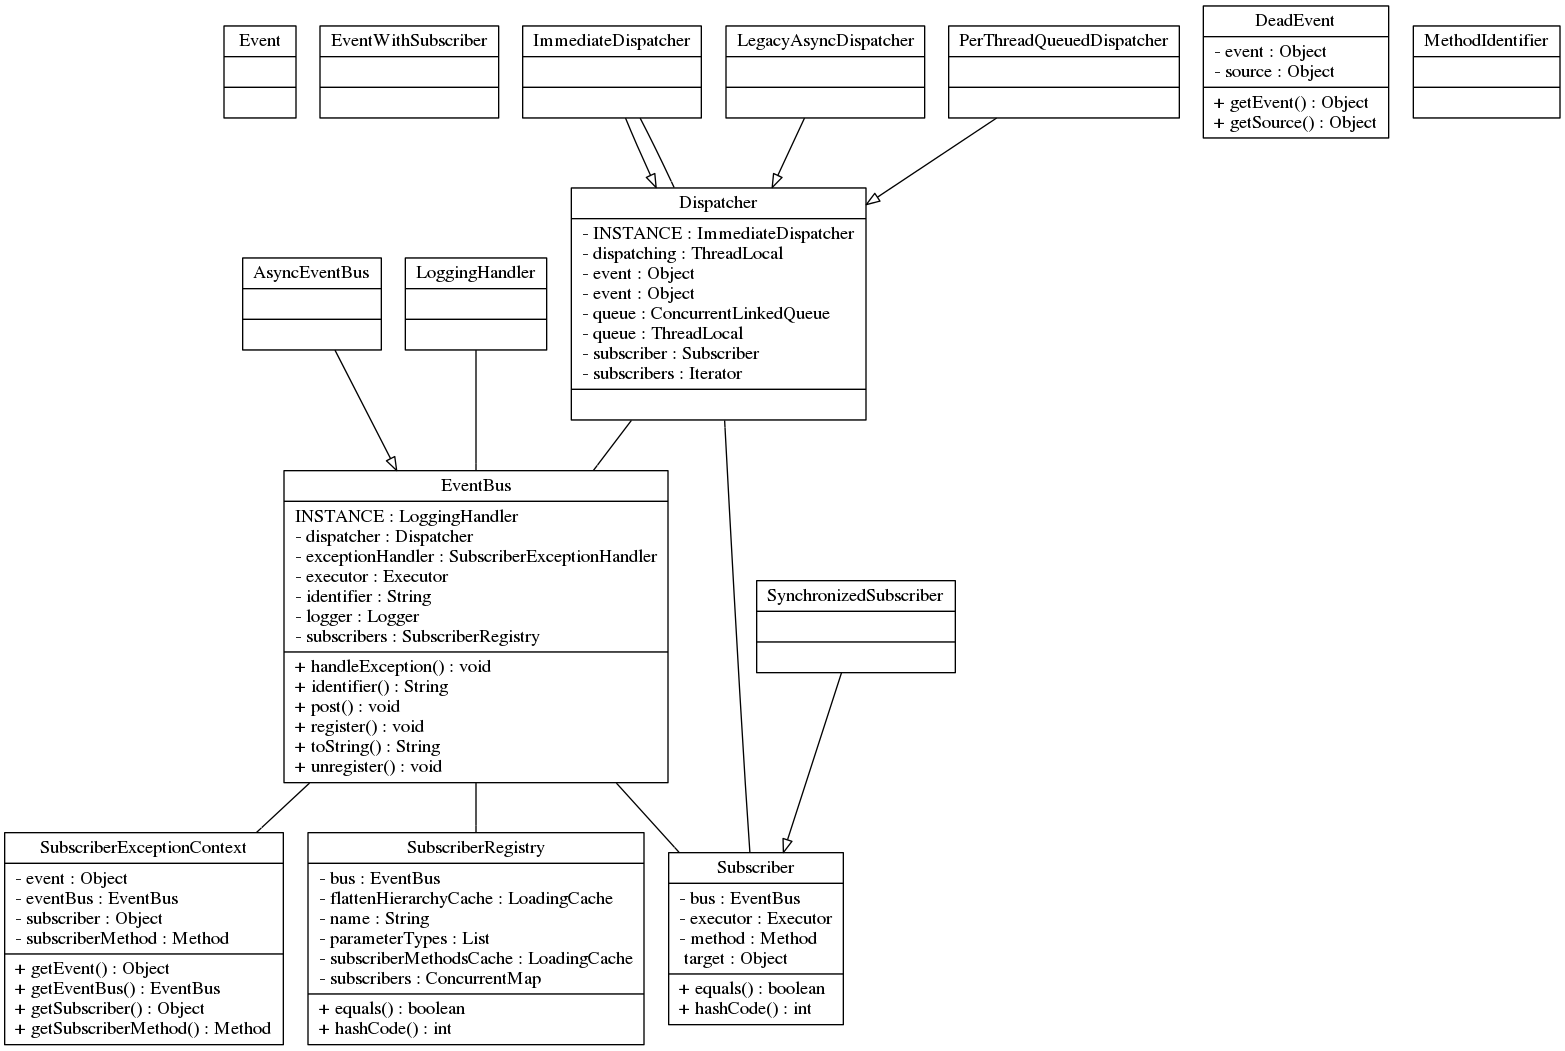 Event
EventWithSubscriber
ImmediateDispatcher
LegacyAsyncDispatcher
PerThreadQueuedDispatcher
DeadEvent
- event : Object
- source : Object
+ getEvent() : Object
+ getSource() : Object
MethodIdentifier
Dispatcher
- INSTANCE : ImmediateDispatcher
- dispatching : ThreadLocal
- event : Object
- event : Object
- queue : ConcurrentLinkedQueue
- queue : ThreadLocal
- subscriber : Subscriber
- subscribers : Iterator
AsyncEventBus
LoggingHandler
EventBus
INSTANCE : LoggingHandler
- dispatcher : Dispatcher
- exceptionHandler : SubscriberExceptionHandler
- executor : Executor
- identifier : String
- logger : Logger
- subscribers : SubscriberRegistry
+ handleException() : void
+ identifier() : String
+ post() : void
+ register() : void
+ toString() : String
+ unregister() : void
SynchronizedSubscriber
SubscriberExceptionContext
- event : Object
- eventBus : EventBus
- subscriber : Object
- subscriberMethod : Method
+ getEvent() : Object
+ getEventBus() : EventBus
+ getSubscriber() : Object
+ getSubscriberMethod() : Method
SubscriberRegistry
- bus : EventBus
- flattenHierarchyCache : LoadingCache
- name : String
- parameterTypes : List
- subscriberMethodsCache : LoadingCache
- subscribers : ConcurrentMap
+ equals() : boolean
+ hashCode() : int
Subscriber
- bus : EventBus
- executor : Executor
- method : Method
target : Object
+ equals() : boolean
+ hashCode() : int